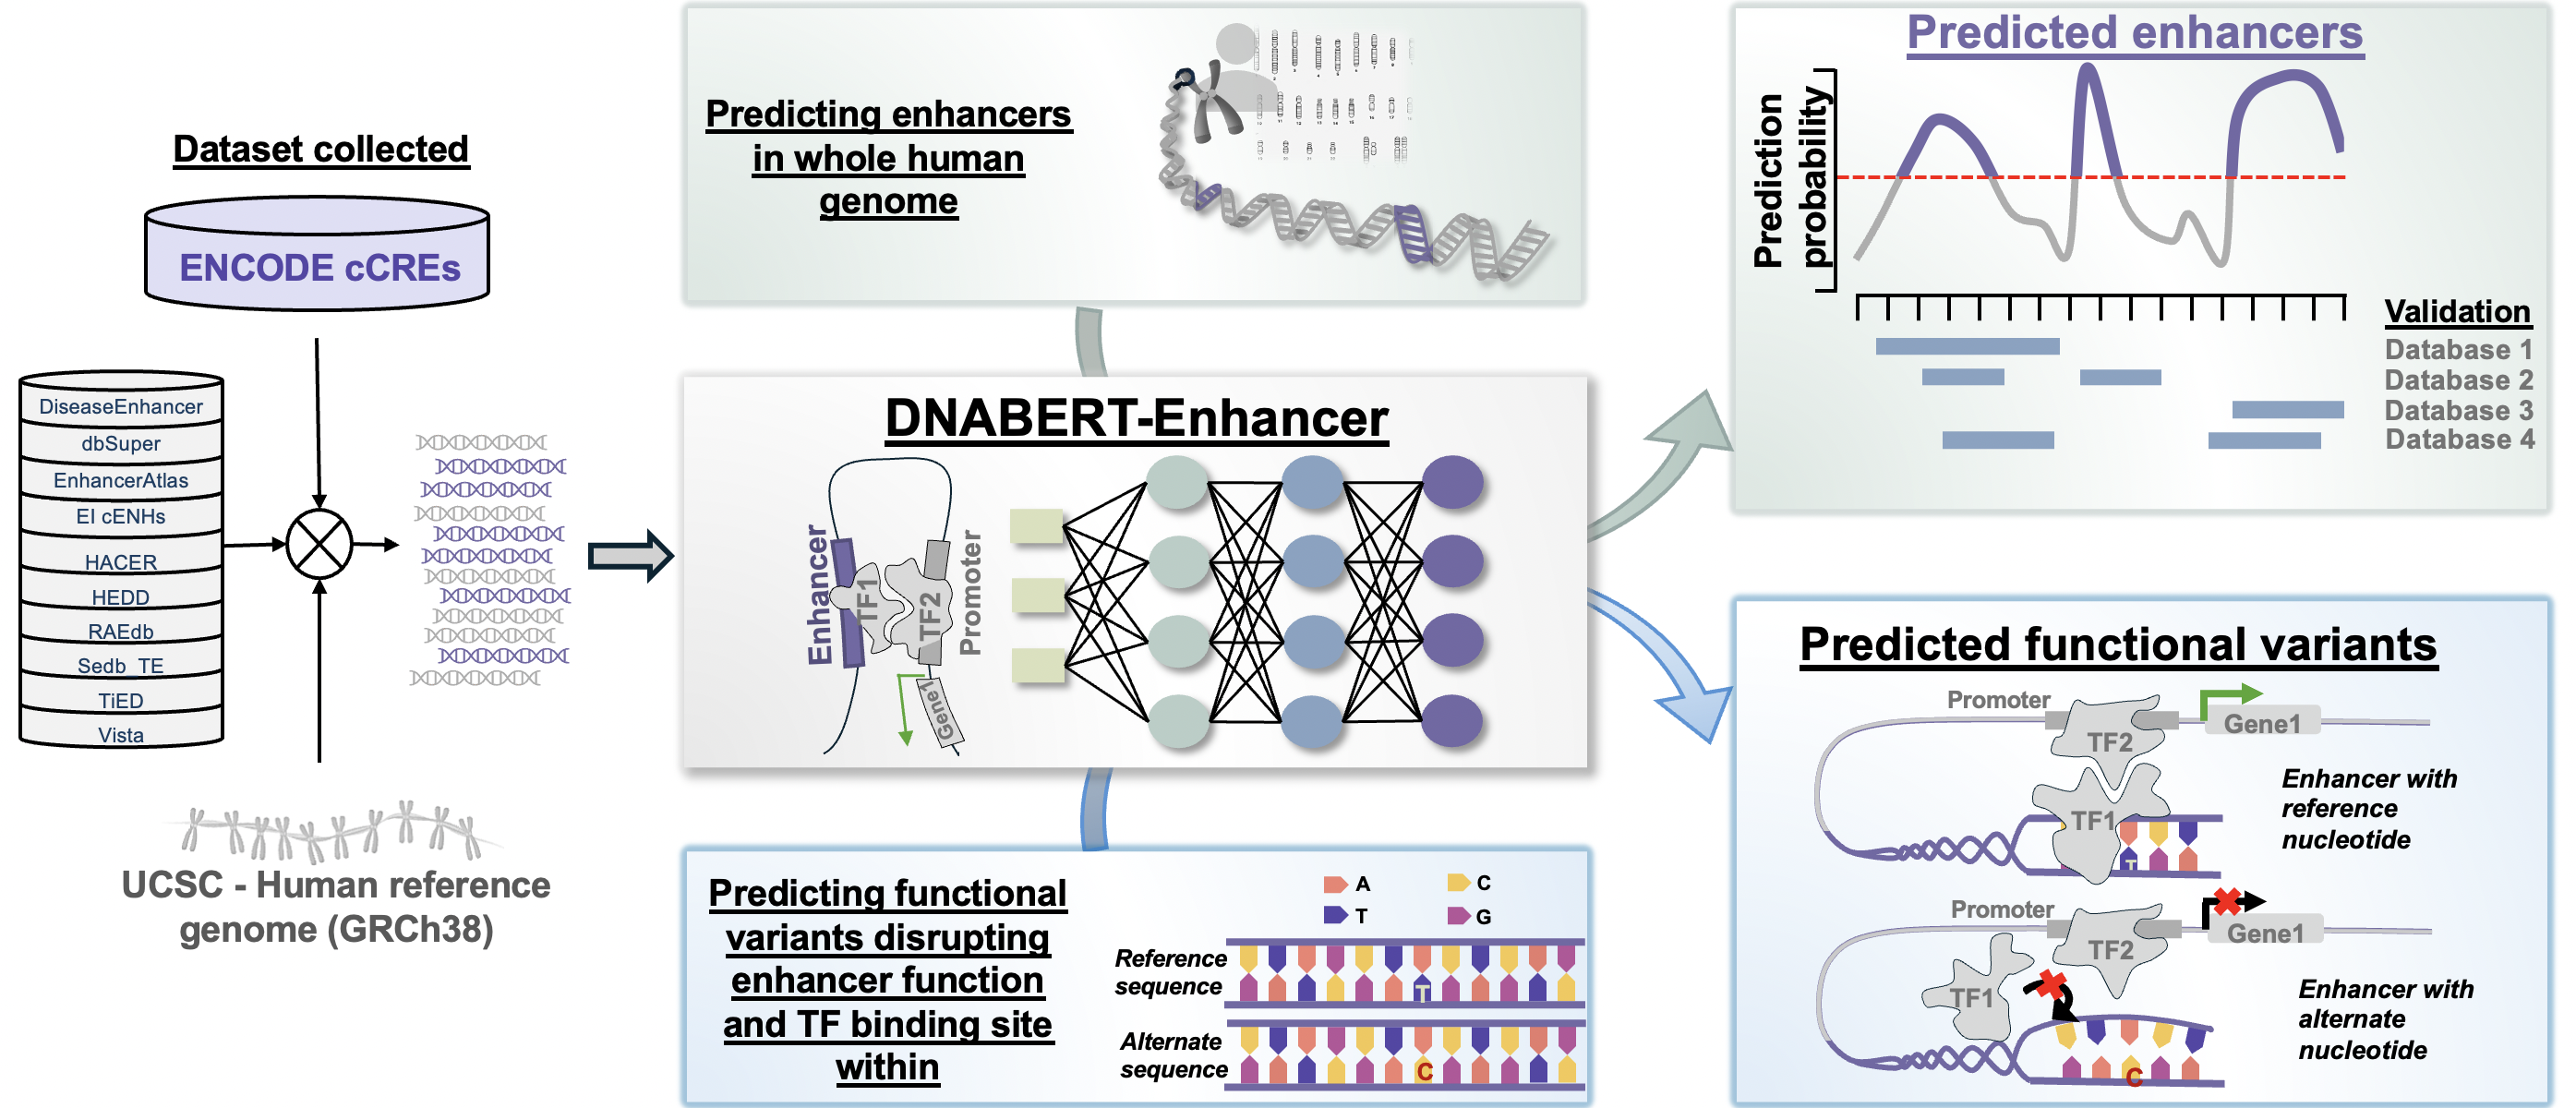 Dataset collected
ENCODE cCREs
DiseaseEnhancer
dbSuper
EnhancerAtlas
EI cENHs
HACER
HEDD
RAEdb
Sedb_TE
TiED
Vista
UCSC - Human reference
genome (GRCh38)
Predicting enhancers
in whole human
genome
DNABERT-Enhancer
Enhancer
TF1
TF2
Promoter
Gene1
Predicting functional
variants disrupting
enhancer function
and TF binding site
within
A
C
T
G
Reference
sequence
T
Alternate
sequence
C
Predicted enhancers
Prediction
probability
Validation
Database 1
Database 2
Database 3
Database 4
Predicted functional variants
Promoter
TF2
Gene1
TF1
T
Enhancer with
reference
nucleotide
Promoter
TF2
Gene1
TF1
C
Enhancer with
alternate
nucleotide